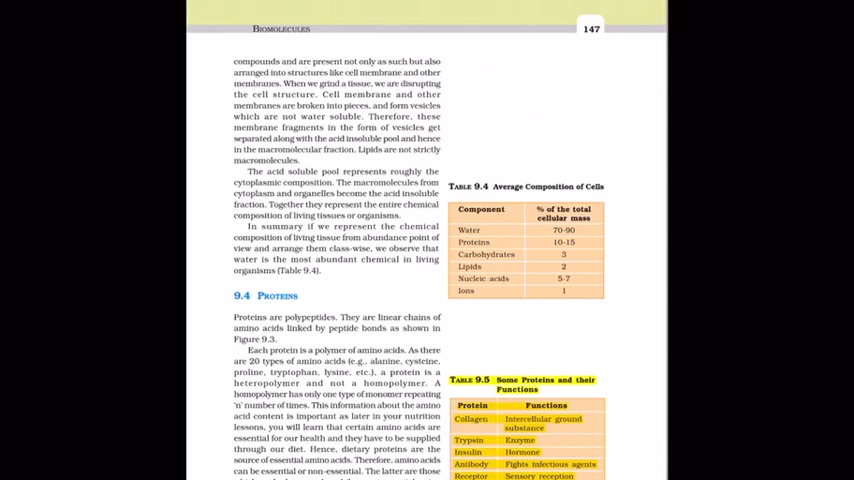 BIOMOLECULES
147
compounds and are present not only as such but also
arranged into structures like cell membrane and other
membranes. When we grind a tissue, we are disrupting
the cell structure. Cell membrane and other
membranes are broken into pieces, and form vesicles
which are not water soluble. Therefore, these
membrane fragments in the form of vesicles get
separated along with the acid insoluble pool and hence
in the macromolecular fraction. Lipids are not strictly
macromolecules.
The acid soluble pool represents roughly the
cytoplasmic composition. The macromolecules from
cytoplasm and organelles become the acid insoluble
fraction. Together they represent the entire chemical
composition of living tissues or organisms.
In summary if we represent the chemical
composition of living tissue from abundance point of
view and arrange them class-wise, we observe that
water is the most abundant chemical in living
organisms (Table 9.4).
9.4 PROTEINS
Proteins are polypeptides. They are linear chains of
amino acids linked by peptide bonds as shown in
Figure 9.3.
Each protein is a polymer of amino acids. As there
are 20 types of amino acids (e.g., alanine, cysteine,
proline, tryptophan, lysine, etc.), a protein is a
heteropolymer and not a homopolymer. A
homopolymer has only one type of monomer repeating
'n' number of times. This information about the amino
acid content is important as later in your nutrition
lessons, you will learn that certain amino acids are
essential for our health and they have to be supplied
through our diet. Hence, dietary proteins are the
source of essential amino acids. Therefore, amino acids
can be essential or non-essential. The latter are those
TABLE 9.4 Average Composition of Cells
Component % of the total
cellular mass
Water 70-90
Proteins 10-15
Carbohydrates 3
Lipids 2
Nucleic acids 5-7
Ions 1
TABLE 9.5 Some Proteins and their
Functions
Protein Functions
Collagen Intercellular ground
substance
Trypsin Enzyme
Insulin Hormone
Antibody Fights infectious agents
Receptor Sensory reception